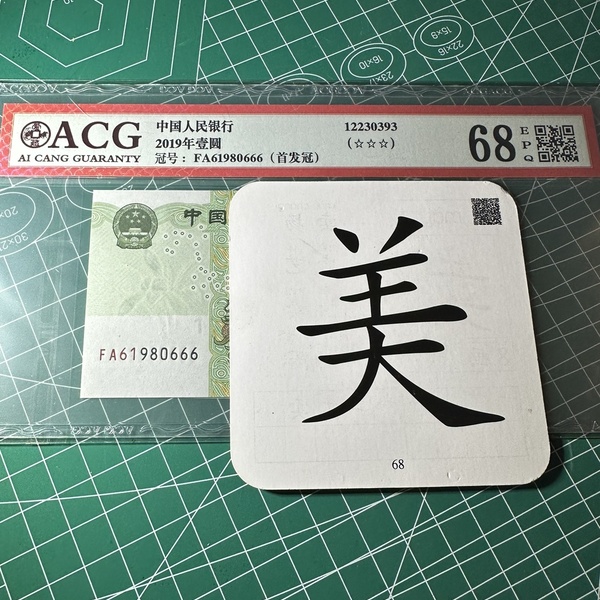 ACG
AI CANG GUARANTY
中国人民银行
2019年壹圆
冠号：FA61980666（首发冠）
12230393
(☆☆☆)
68
EPQ
中国
FA61980666
美
68